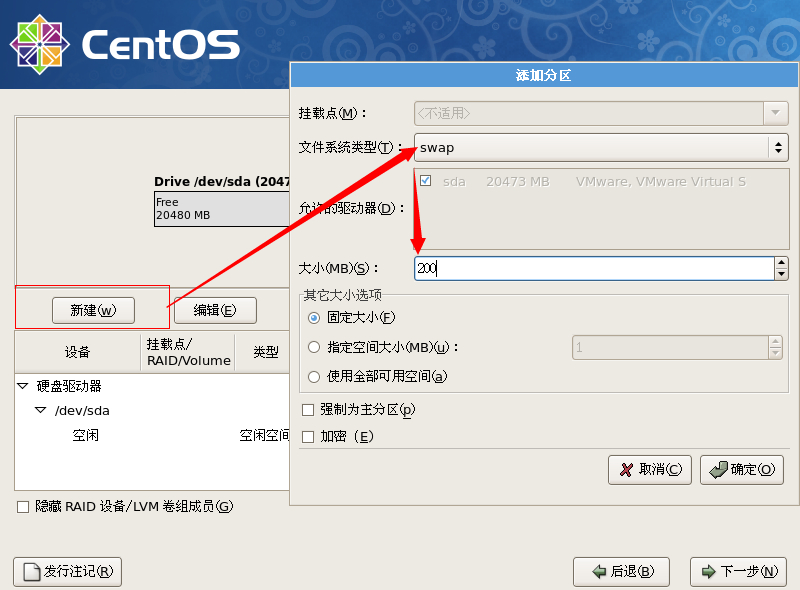 CentOS
添加分区
挂载点(M)：
<不适用>
文件系统类型(T)：
swap
允许的驱动器(D)：
sda 20473 MB VMware, VMware Virtual S
大小(MB)(S)：
200
其它大小选项
固定大小(F)
指定空间大小(MB)(u)：
1
使用全部可用空间(a)
强制为主分区(p)
加密（E）
取消(C)
确定(O)
Drive /dev/sda (2047
Free
20480 MB
新建(w)
编辑(E)
设备
挂载点/
RAID/Volume
类型
硬盘驱动器
/dev/sda
空闲
空闲空间
隐藏 RAID 设备/LVM 卷组成员(G)
发行注记(R)
后退(B)
下一步(N)